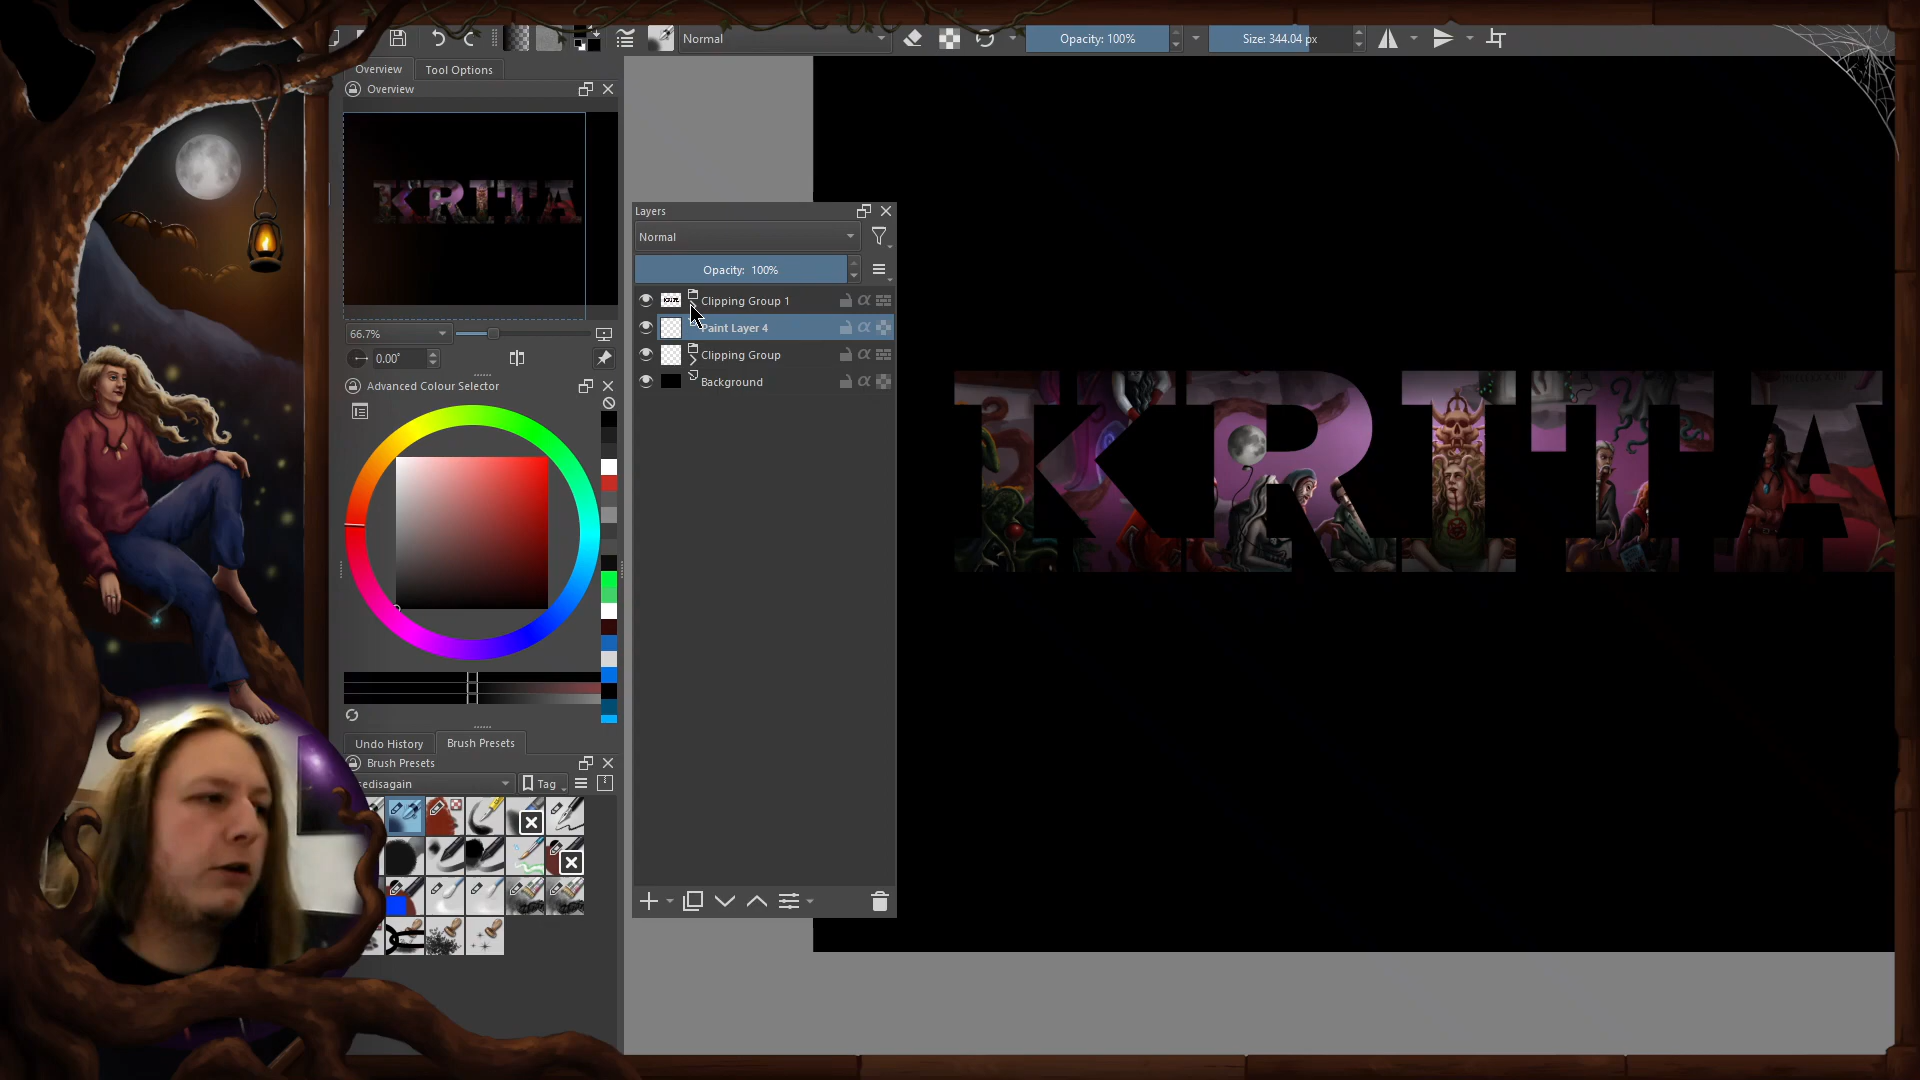 Normal
Opacity: 100%
Size: 344.04 px
Overview
Tool Options
Overview
KRITA
66.7%
0.00°
Advanced Colour Selector
Undo History
Brush Presets
Brush Presets
edisagain
Tag
Layers
Normal
Opacity: 100%
Clipping Group 1
Paint Layer 4
Clipping Group
Background
KRITA